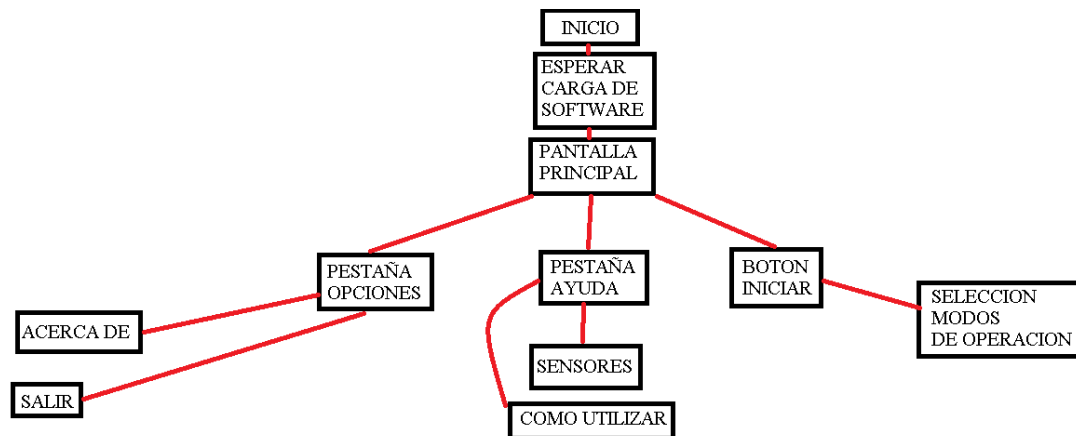 INICIO
ESPERAR
CARGA DE
SOFTWARE
PANTALLA
PRINCIPAL
PESTAÑA
OPCIONES
PESTAÑA
AYUDA
BOTON
INICIAR
SELECCION
MODOS
DE OPERACION
ACERCA DE
SENSORES
SALIR
COMO UTILIZAR